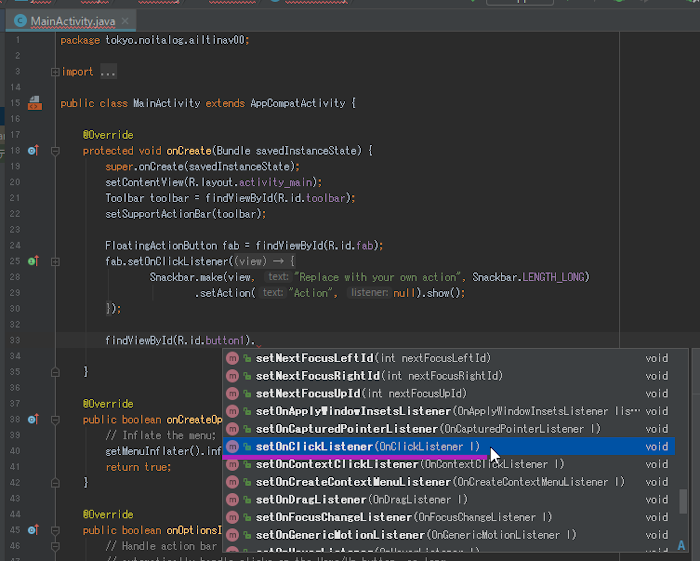 MainActivity.java
1 package tokyo.noitalog.ailtinav00;
2
3 import ...
14
15 public class MainActivity extends AppCompatActivity {
16
17 @Override
18 protected void onCreate(Bundle savedInstanceState) {
19 super.onCreate(savedInstanceState);
20 setContentView(R.layout.activity_main);
21 Toolbar toolbar = findViewById(R.id.toolbar);
22 setSupportActionBar(toolbar);
23
24 FloatingActionButton fab = findViewById(R.id.fab);
25 fab.setOnClickListener((view) → {
28 Snackbar.make(view, text: "Replace with your own action", Snackbar.LENGTH_LONG)
29 .setAction( text: "Action", listener: null).show();
30 });
32
33 findViewById(R.id.button1).
34 setNextFocusLeftId(int nextFocusLeftId) void
setNextFocusRightId(int nextFocusRightId) void
35 }
36 setNextFocusUpId(int nextFocusUpId) void
37 @Override
setOnApplyWindowInsetsListener(OnApplyWindowInsetsListener lis… void
38 public boolean onCreateOp
setOnCapturedPointerListener(OnCapturedPointerListener l) void
39 // Inflate the menu;
setOnClickListener(OnClickListener l) void
40 getMenuInflater().inf
41 return true;
setOnContextClickListener(OnContextClickListener l) void
42 }
setOnCreateContextMenuListener(OnCreateContextMenuListener l) void
43
setOnDragListener(OnDragListener l) void
44 @Override
setOnFocusChangeListener(OnFocusChangeListener l) void
45 public boolean onOptionsI
setOnGenericMotionListener(OnGenericMotionListener l) void
46 // Handle action bar